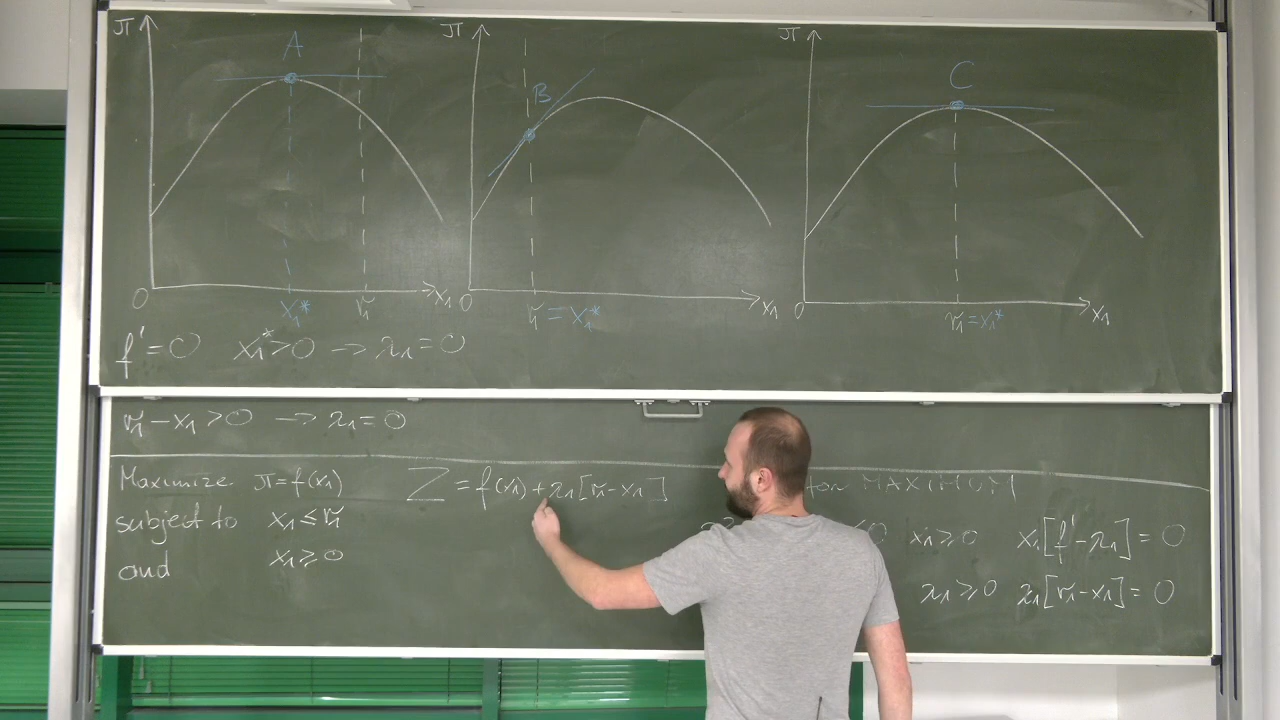 π A π B π C
0 x₁* r₁ x₁ 0 r₁ = x₁* x₁ 0 r₁ = x₁* x₁
f' = 0 x₁* > 0 → λ₁ = 0
r₁ - x₁ > 0 → λ₁ = 0
Maximize π = f(x₁) Z = f(x₁) + λ₁[r₁ - x₁] for MAXIMUM
subject to x₁ ≤ r₁ x₁ ≥ 0 x₁[f' - λ₁] = 0
and x₁ ≥ 0 λ₁ ≥ 0 λ₁[r₁ - x₁] = 0